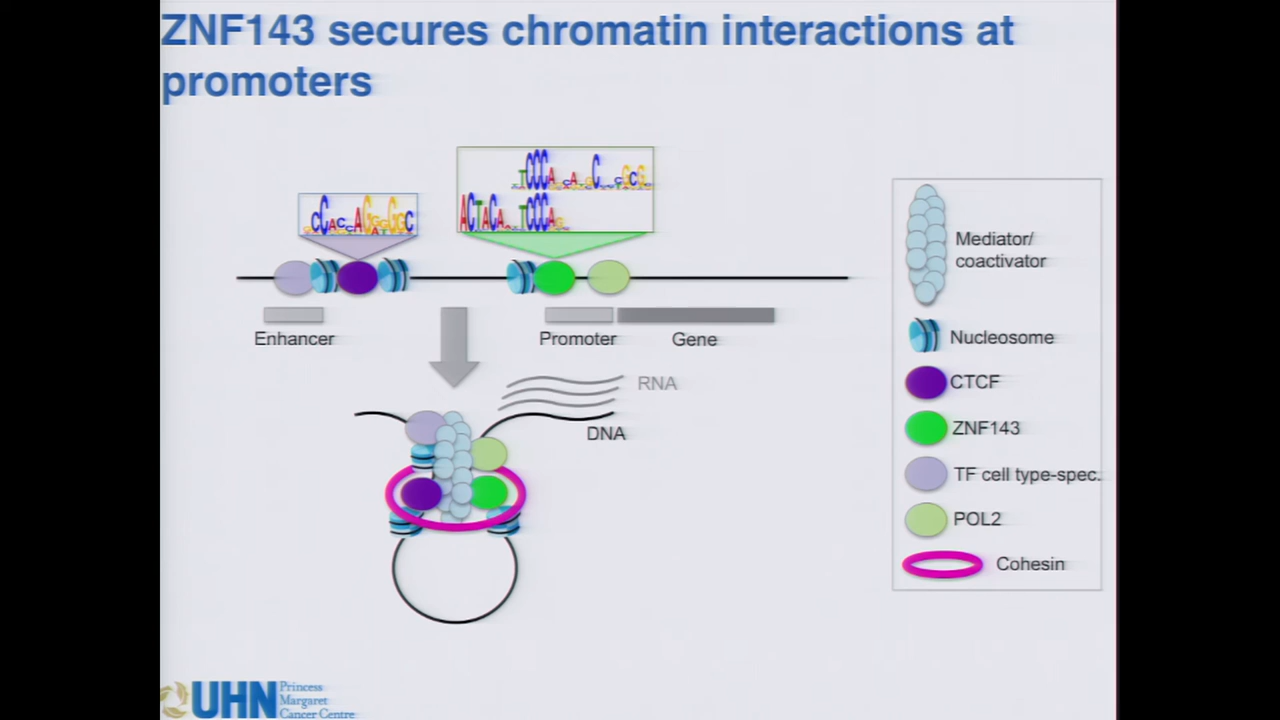 ZNF143 secures chromatin interactions at
promoters
Enhancer
Promoter
Gene
RNA
DNA
Mediator/
coactivator
Nucleosome
CTCF
ZNF143
TF cell type-spec.
POL2
Cohesin
UHN
Princess
Margaret
Cancer Centre